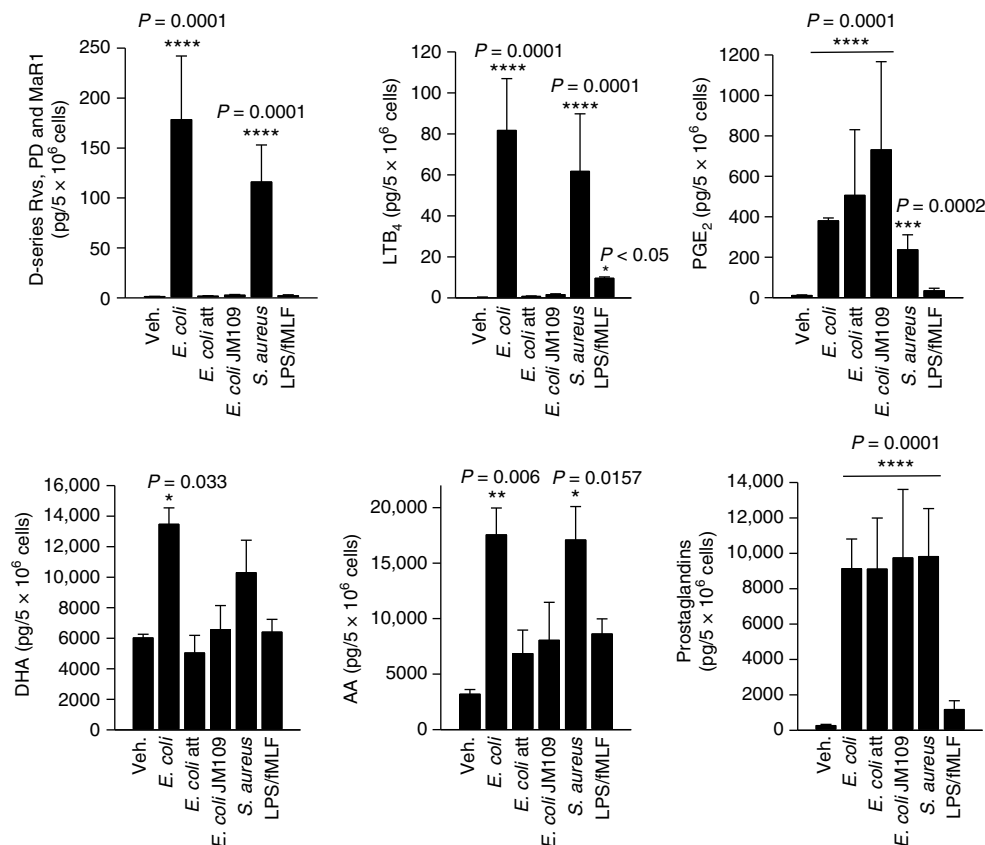 P = 0.0001
****
P = 0.0001
****
250
200
150
100
50
0
D-series Rvs, PD and MaR1
(pg/5 × 10⁶ cells)
Veh.
E. coli
E. coli att
E. coli JM109
S. aureus
LPS/fMLF
P = 0.0001
****
P = 0.0001
****
P < 0.05
*
120
100
80
60
40
20
0
LTB₄ (pg/5 × 10⁶ cells)
Veh.
E. coli
E. coli att
E. coli JM109
S. aureus
LPS/fMLF
P = 0.0001
****
P = 0.0002
***
1200
1000
800
600
400
200
0
PGE₂ (pg/5 × 10⁶ cells)
Veh.
E. coli
E. coli att
E. coli JM109
S. aureus
LPS/fMLF
P = 0.033
*
16,000
14,000
12,000
10,000
8000
6000
4000
2000
0
DHA (pg/5 × 10⁶ cells)
Veh.
E. coli
E. coli att
E. coli JM109
S. aureus
LPS/fMLF
P = 0.006
**
P = 0.0157
*
20,000
15,000
10,000
5000
0
AA (pg/5 × 10⁶ cells)
Veh.
E. coli
E. coli att
E. coli JM109
S. aureus
LPS/fMLF
P = 0.0001
****
14,000
12,000
10,000
8000
6000
4000
2000
0
Prostaglandins
(pg/5 × 10⁶ cells)
Veh.
E. coli
E. coli att
E. coli JM109
S. aureus
LPS/fMLF